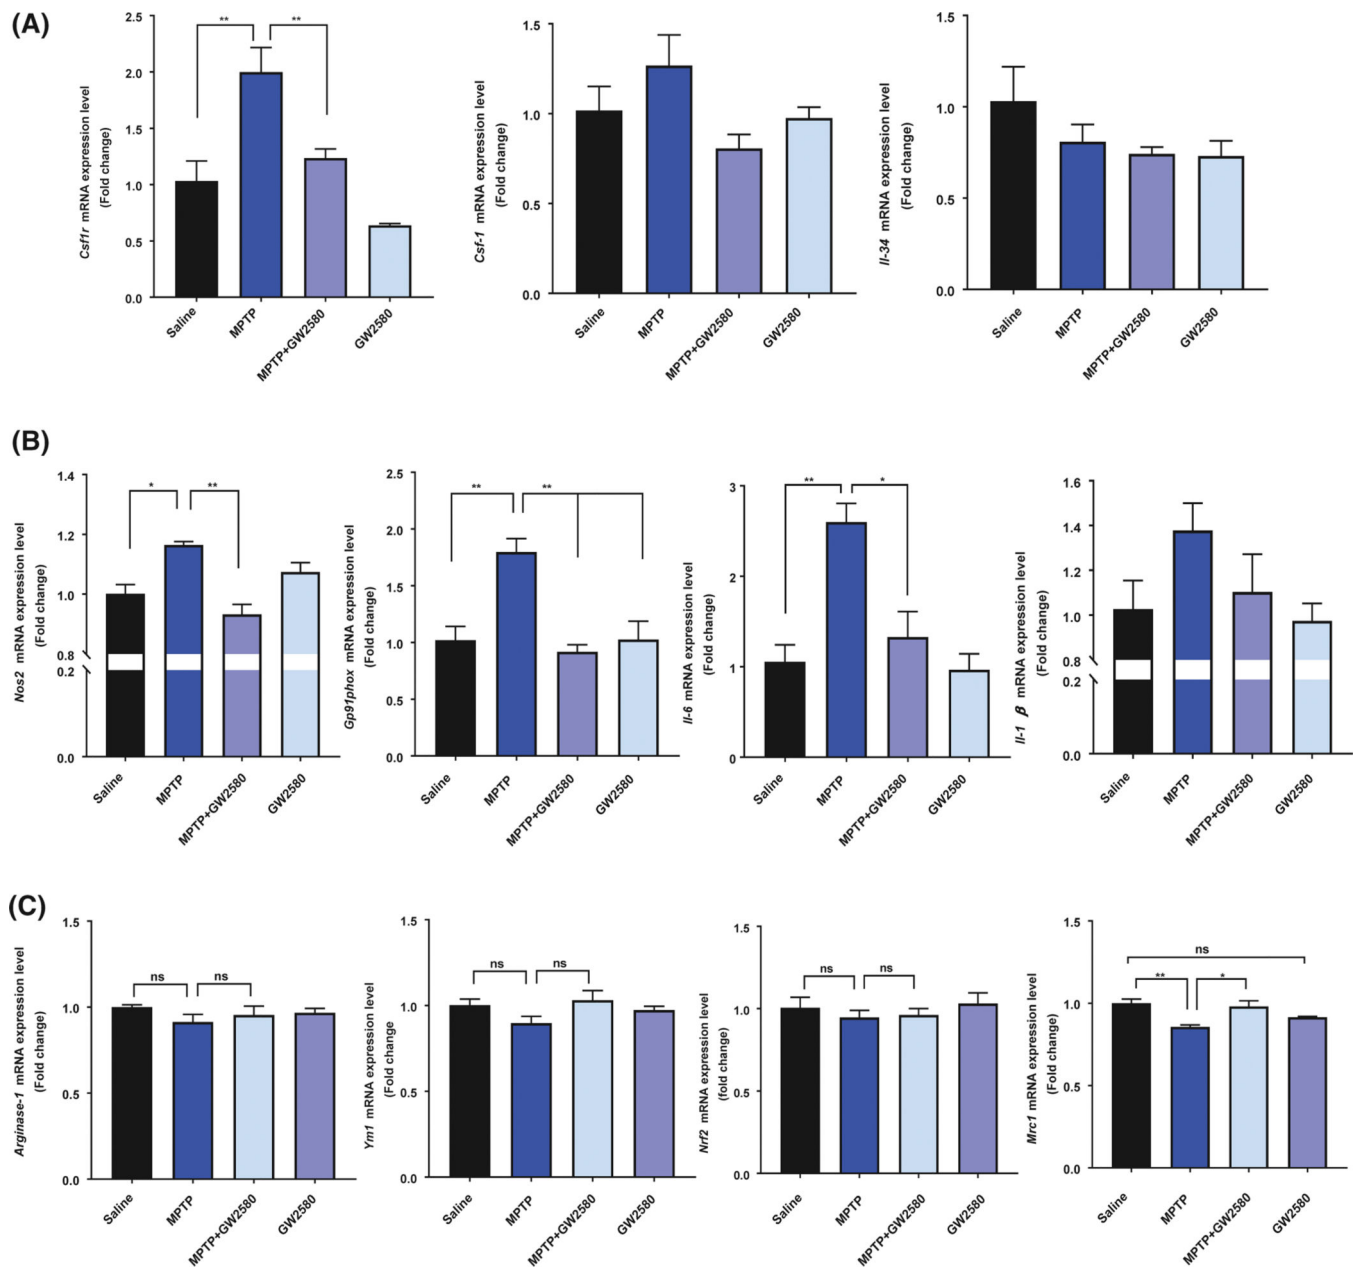 (A)
Csf1r mRNA expression level
(Fold change)
2.5
2.0
1.5
1.0
0.5
0.0
** **
Saline
MPTP
MPTP+GW2580
GW2580
Csf-1 mRNA expression level
(Fold change)
1.5
1.0
0.5
0.0
Saline
MPTP
MPTP+GW2580
GW2580
Il-34 mRNA expression level
(Fold change)
1.5
1.0
0.5
0.0
Saline
MPTP
MPTP+GW2580
GW2580
(B)
Nos2 mRNA expression level
(Fold change)
1.4
1.2
1.0
0.8
0.2
0.0
* **
Saline
MPTP
MPTP+GW2580
GW2580
Gp91phox mRNA expression level
(Fold change)
2.5
2.0
1.5
1.0
0.5
0.0
** **
Saline
MPTP
MPTP+GW2580
GW2580
Il-6 mRNA expression level
(Fold change)
3
2
1
0
** *
Saline
MPTP
MPTP+GW2580
GW2580
Il-1 β mRNA expression level
(Fold change)
1.6
1.4
1.2
1.0
0.8
0.2
0.0
Saline
MPTP
MPTP+GW2580
GW2580
(C)
Arginase-1 mRNA expression level
(Fold change)
1.5
1.0
0.5
0.0
ns ns
Saline
MPTP
MPTP+GW2580
GW2580
Ym1 mRNA expression level
(Fold change
1.5
1.0
0.5
0.0
ns ns
Saline
MPTP
MPTP+GW2580
GW2580
Nrf2 mRNA expression level
(fold change)
1.5
1.0
0.5
0.0
ns ns
Saline
MPTP
MPTP+GW2580
GW2580
Mrc1 mRNA expression level
(Fold change)
1.5
1.0
0.5
0.0
ns
** *
Saline
MPTP
MPTP+GW2580
GW2580